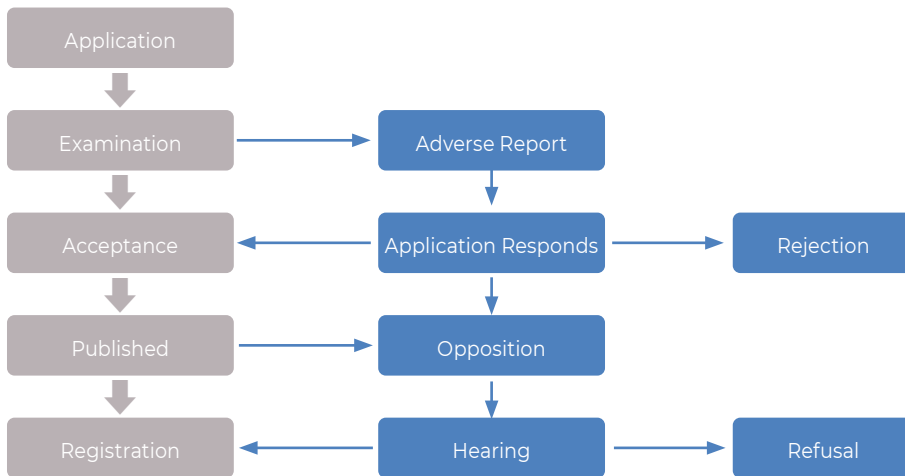 Application
Examination
Adverse Report
Acceptance
Application Responds
Rejection
Published
Opposition
Registration
Hearing
Refusal